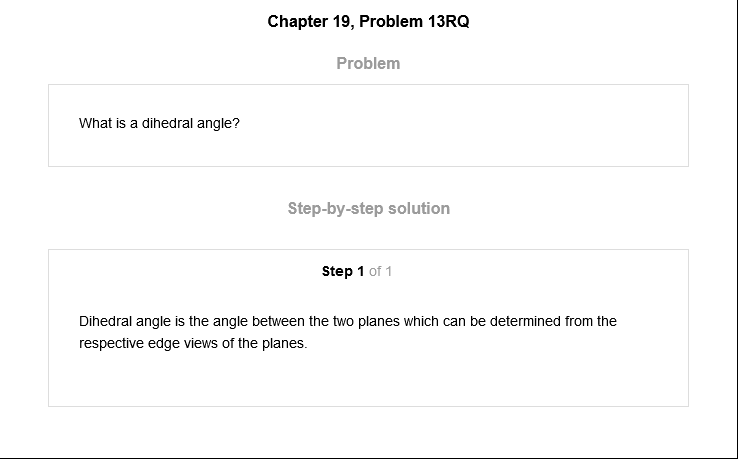 Chapter 19, Problem 13RQ
Problem
What is a dihedral angle?
Step-by-step solution
Step 1 of 1
Dihedral angle is the angle between the two planes which can be determined from the
respective edge views of the planes.